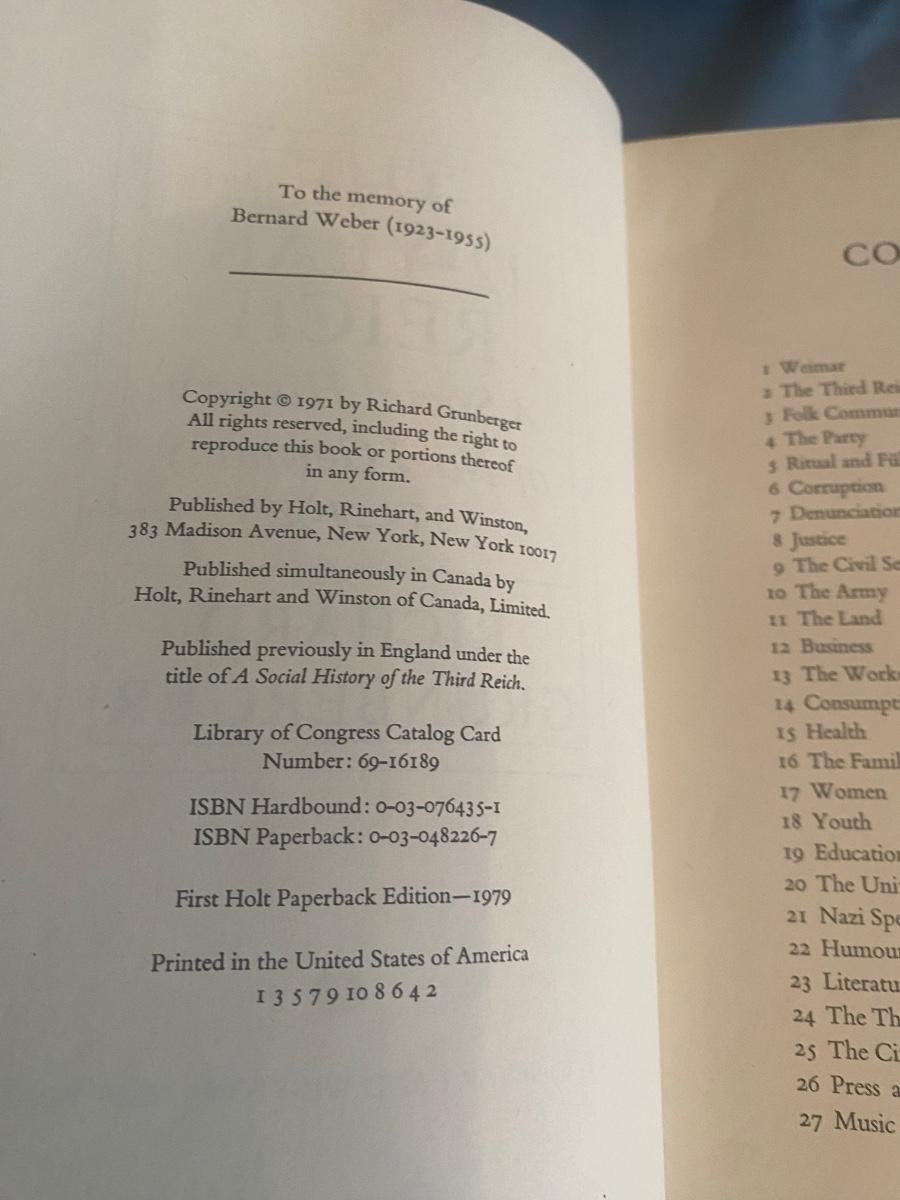 To the memory of
Bernard Weber (1923–1955)
Copyright © 1971 by Richard Grunberger
All rights reserved, including the right to
reproduce this book or portions thereof
in any form.
Published by Holt, Rinehart, and Winston,
383 Madison Avenue, New York, New York 10017
Published simultaneously in Canada by
Holt, Rinehart and Winston of Canada, Limited.
Published previously in England under the
title of A Social History of the Third Reich.
Library of Congress Catalog Card
Number: 69-16189
ISBN Hardbound: 0-03-076435-1
ISBN Paperback: 0-03-048226-7
First Holt Paperback Edition—1979
Printed in the United States of America
1 3 5 7 9 10 8 6 4 2
CO
1 Weimar
2 The Third Rei
3 Folk Commun
4 The Party
5 Ritual and Fü
6 Corruption
7 Denunciation
8 Justice
9 The Civil Se
10 The Army
11 The Land
12 Business
13 The Work
14 Consumpt
15 Health
16 The Famil
17 Women
18 Youth
19 Education
20 The Uni
21 Nazi Spe
22 Humour
23 Literatu
24 The Th
25 The Ci
26 Press a
27 Music